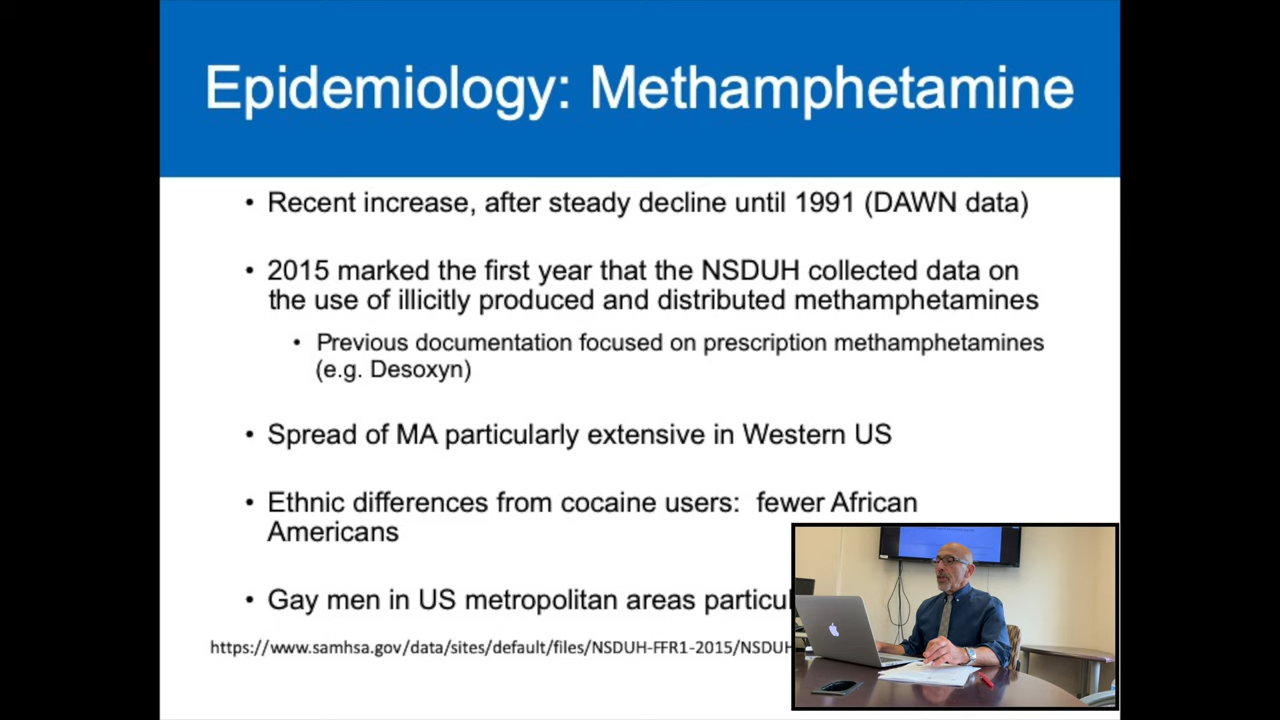 Epidemiology: Methamphetamine
• Recent increase, after steady decline until 1991 (DAWN data)
• 2015 marked the first year that the NSDUH collected data on
the use of illicitly produced and distributed methamphetamines
• Previous documentation focused on prescription methamphetamines
(e.g. Desoxyn)
• Spread of MA particularly extensive in Western US
• Ethnic differences from cocaine users: fewer African
Americans
• Gay men in US metropolitan areas particul
https://www.samhsa.gov/data/sites/default/files/NSDUH-FFR1-2015/NSDUH